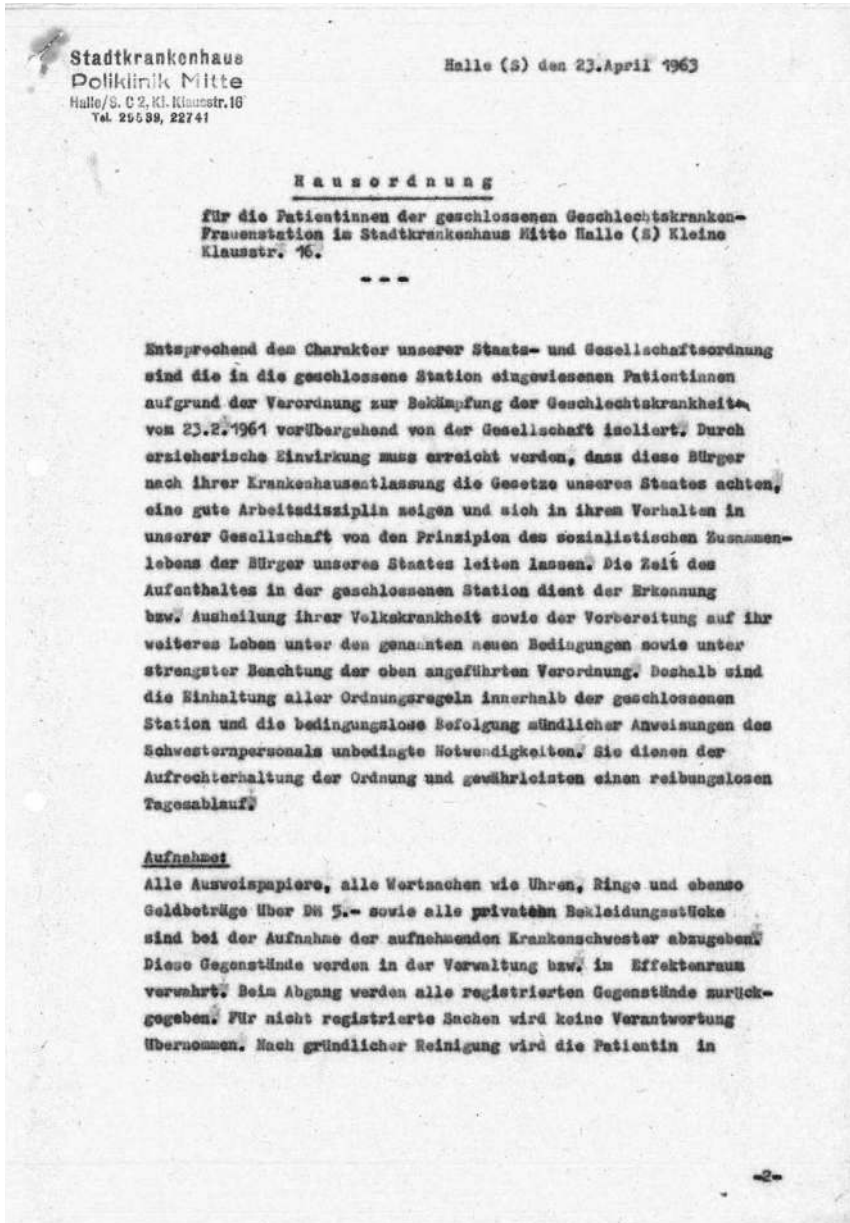 Stadtkrankenhaus
Poliklinik Mitte
Halle/S. C 2, Kl. Klausstr. 16
Tel. 29539, 22741
Halle (S) den 23.April 1963
Hausordnung
für die Patientinnen der geschlossenen Geschlechtskranken-
Frauenstation im Stadtkrankenhaus Mitte Halle (S) Kleine
Klausstr. 16.
---
Entsprechend dem Charakter unserer Staats- und Gesellschaftsordnung
sind die in die geschlossene Station eingewiesenen Patientinnen
aufgrund der Verordnung zur Bekämpfung der Geschlechtskrankheiten
vom 23.2.1961 vorübergehend von der Gesellschaft isoliert. Durch
erzieherische Einwirkung muss erreicht werden, dass diese Bürger
nach ihrer Krankenhausentlassung die Gesetze unseres Staates achten,
eine gute Arbeitsdisziplin zeigen und sich in ihrem Verhalten in
unserer Gesellschaft von den Prinzipien des sozialistischen Zusammen-
lebens der Bürger unseres Staates leiten lassen. Die Zeit des
Aufenthaltes in der geschlossenen Station dient der Erkennung
bzw. Ausheilung ihrer Volkskrankheit sowie der Vorbereitung auf ihr
weiteres Leben unter den genannten neuen Bedingungen sowie unter
strengster Beachtung der oben angeführten Verordnung. Deshalb sind
die Einhaltung aller Ordnungsregeln innerhalb der geschlossenen
Station und die bedingungslose Befolgung mündlicher Anweisungen des
Schwesternpersonals unbedingte Notwendigkeiten. Sie dienen der
Aufrechterhaltung der Ordnung und gewährleisten einen reibungslosen
Tagesablauf.
Aufnahme:
Alle Ausweispapiere, alle Wertsachen wie Uhren, Ringe und ebenso
Geldbeträge über DM 5.- sowie alle privatehn Bekleidungsstücke
sind bei der Aufnahme der aufnehmenden Krankenschwester abzugeben.
Diese Gegenstände werden in der Verwaltung bzw. im Effektenraum
verwahrt. Beim Abgang werden alle registrierten Gegenstände zurück-
gegeben. Für nicht registrierte Sachen wird keine Verantwortung
übernommen. Nach gründlicher Reinigung wird die Patientin in
-2-